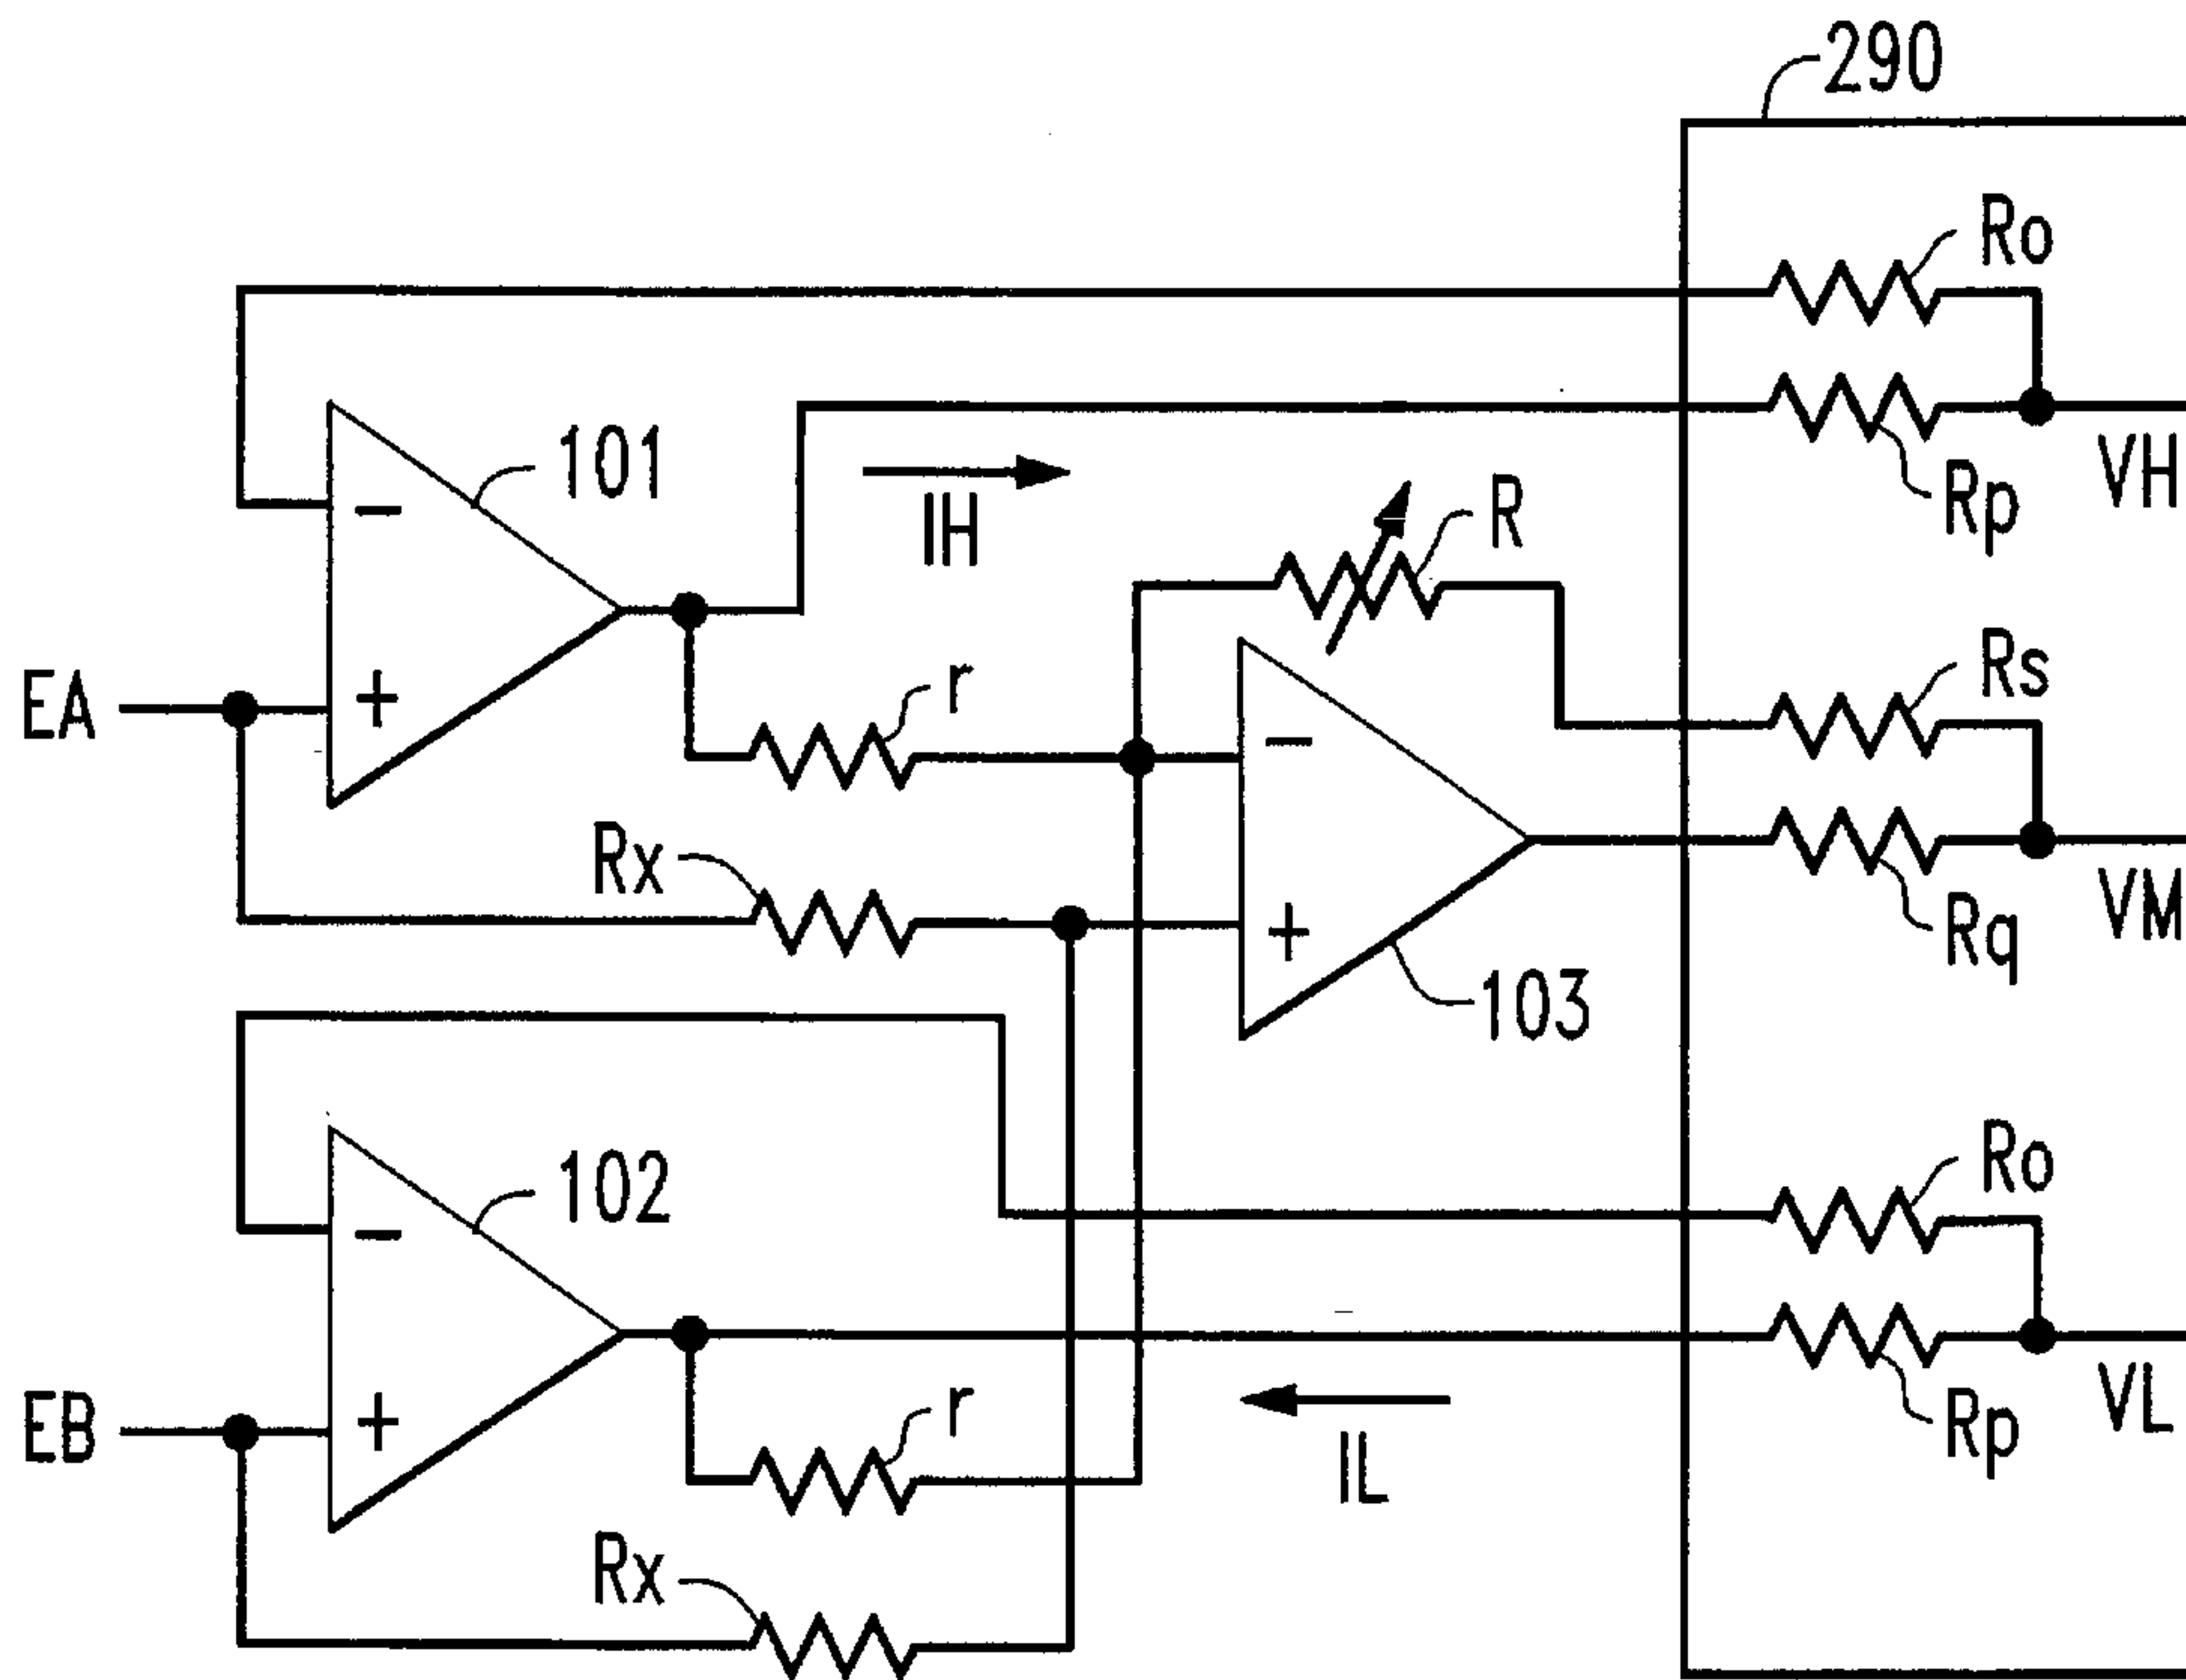 290
Ro
101
IH
R
Rp
VH
EA
-
+
r
-
Rs
Rx
+
Rq
VM
103
102
-
Ro
EB
+
r
IL
Rp
VL
Rx